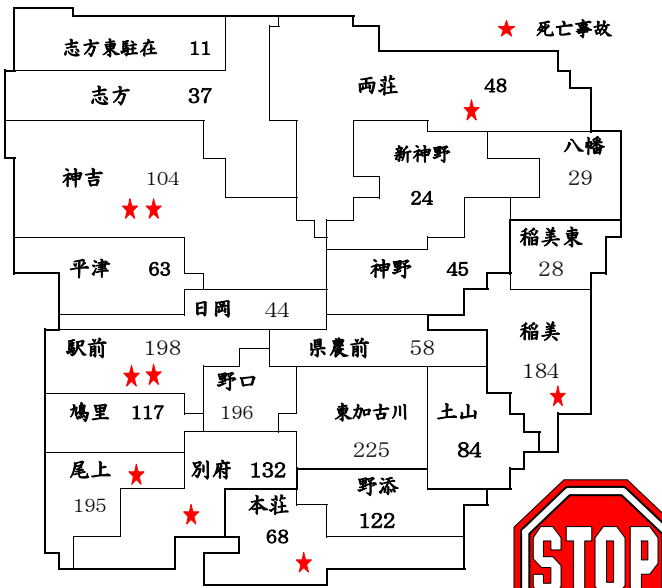 ★ 死亡事故
志方東駐在 11
両荘 48
志方 37
八幡
新神野
神吉 104
29
24
稲美東
平津 63
神野 45
28
日岡 44
稲美
駅前 198
県農前 58
184
野口
鳩里 117
196
東加古川
土山
225
84
尾上
別府 132
野添
195
本荘
122
68
STOP